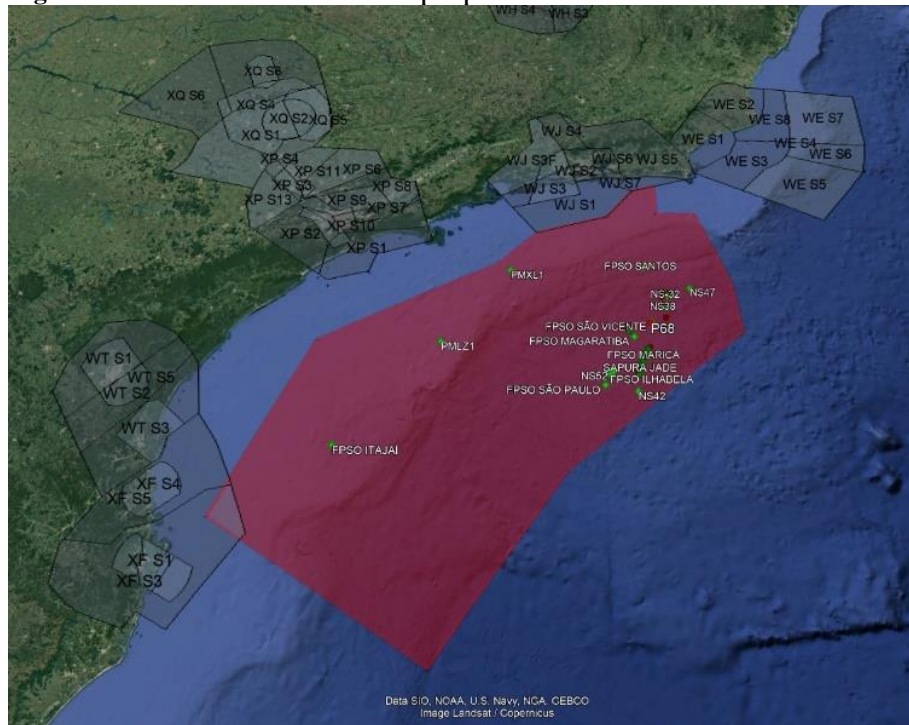 WH S4
WH S3
XQ S8
XQ S6
XQ S4
XQ S2
XQ S5
XQ S1
WE S2
WE S8
WE S7
WE S1
WE S4
WE S3
WE S6
WE S5
WJ S4
WJ S3F
WJ S6
WJ S5
WJ S2
WJ S3
WJ S7
WJ S1
XP S4
XP S11
XP S6
XP S3
XP S8
XP S13
XP S9
XP S7
XP S2
XP S10
XP S1
FPSO SANTOS
PMXL1
NS-32
NS47
NS38
FPSO SÃO VICENTE
P68
FPSO MAGARATIBA
PMLZ1
FPSO MARICA
SAPURA JADE
NS52
FPSO ILHABELA
FPSO SÃO PAULO
NS42
WT S1
WT S5
WT S2
WT S3
FPSO ITAJAÍ
XF S4
XF S5
XF S1
XF S3
Data SIO, NOAA, U.S. Navy, NGA, GEBCO
Image Landsat / Copernicus